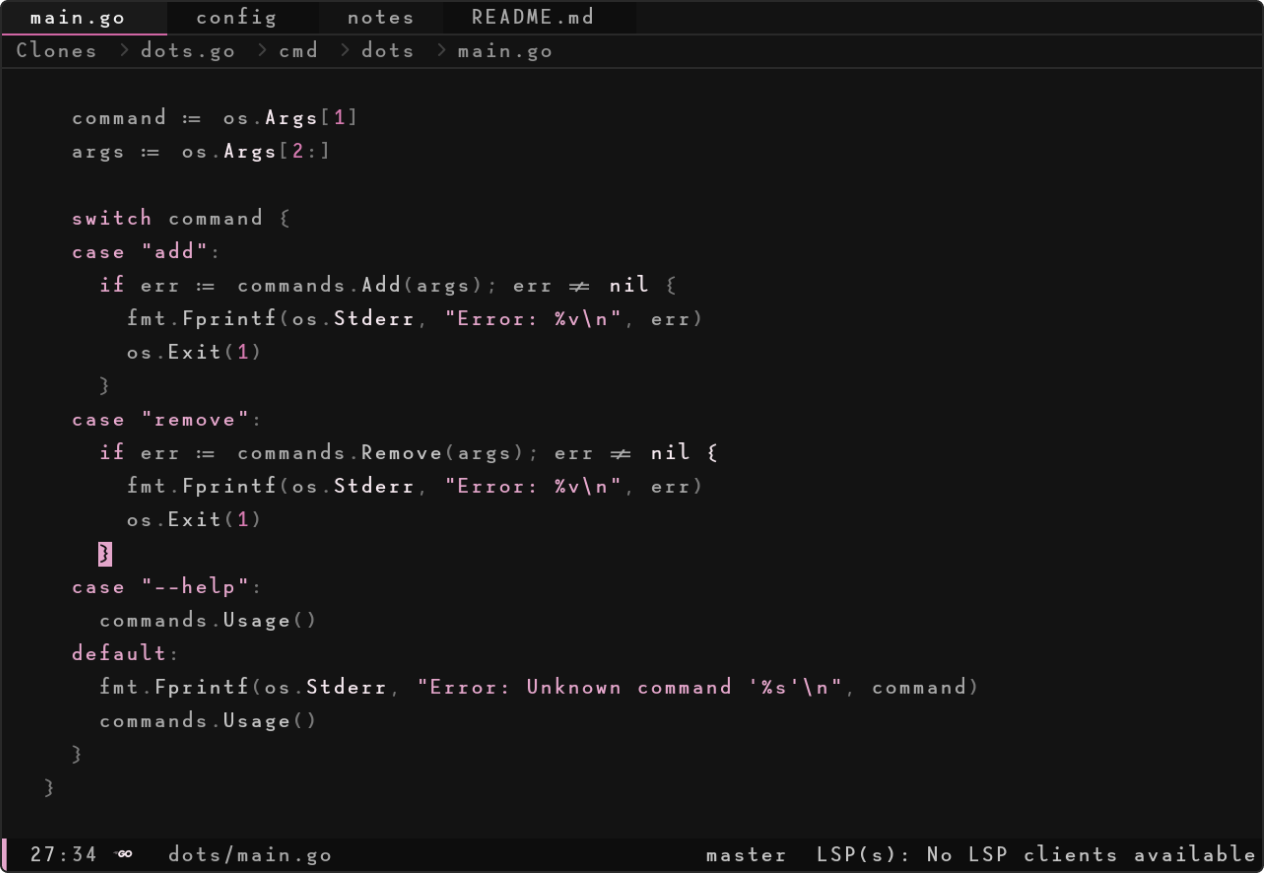 main.go config notes README.md
Clones > dots.go > cmd > dots > main.go
command := os.Args[1]
args := os.Args[2:]
switch command {
case "add":
if err := commands.Add(args); err != nil {
fmt.Fprintf(os.Stderr, "Error: %v\n", err)
os.Exit(1)
}
case "remove":
if err := commands.Remove(args); err != nil {
fmt.Fprintf(os.Stderr, "Error: %v\n", err)
os.Exit(1)
}
case "--help":
commands.Usage()
default:
fmt.Fprintf(os.Stderr, "Error: Unknown command '%s'\n", command)
commands.Usage()
}
}
27:34 GO dots/main.go master LSP(s): No LSP clients available